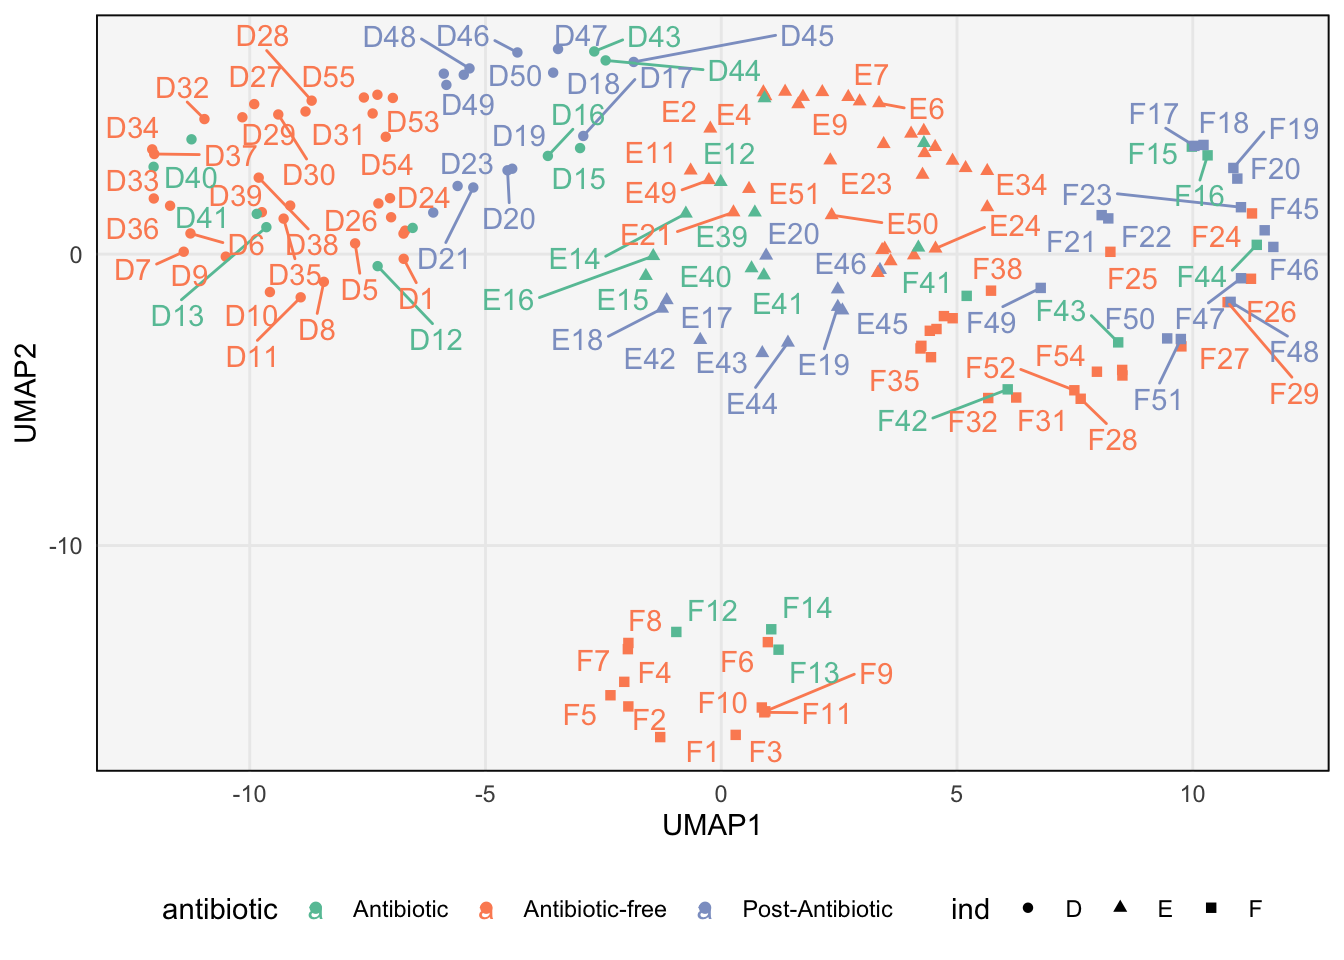 D28 D48 D46 D47 D43 D45
D32 D27 D55 D50 D18 D17 D44 E7
D34 D29 D31 D53 D49 D19 D16 E2 E4 E9 E6 F17 F18 F19
D33 D37 D30 D54 D23 D15 E11 E12 F15 F20
D40 D39 D24 E49 E51 E23 E34 F23 F16 F45
D36 D41 D38 D26 D20 E21 E39 E20 E50 E24 F21 F22 F24
D7 D6 D9 D35 D5 D21 D1 E14 E40 E46 F41 F38 F25 F44 F46
D13 D10 D8 D12 E16 E15 E17 E41 E45 F49 F43 F50 F47 F26
D11 E18 E42 E43 E19 F35 F52 F54 F27 F48
E44 F42 F32 F31 F28 F51 F29
0
-10
UMAP2
F8 F12 F14
F7 F4 F6 F13 F9
F5 F2 F10 F11
F1 F3
-10 -5 0 5 10
UMAP1
antibiotic a Antibiotic a Antibiotic-free a Post-Antibiotic ind D E F